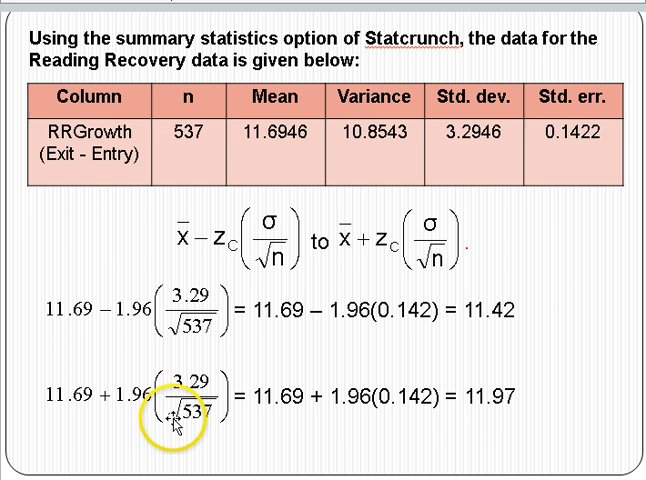 Using the summary statistics option of Statcrunch, the data for the
Reading Recovery data is given below:
Column n Mean Variance Std. dev. Std. err.
RRGrowth (Exit - Entry) 537 11.6946 10.8543 3.2946 0.1422
x̄ − z_C(σ/√n) to x̄ + z_C(σ/√n).
11.69 − 1.96(3.29/√537) = 11.69 – 1.96(0.142) = 11.42
11.69 + 1.96(3.29/√537) = 11.69 + 1.96(0.142) = 11.97